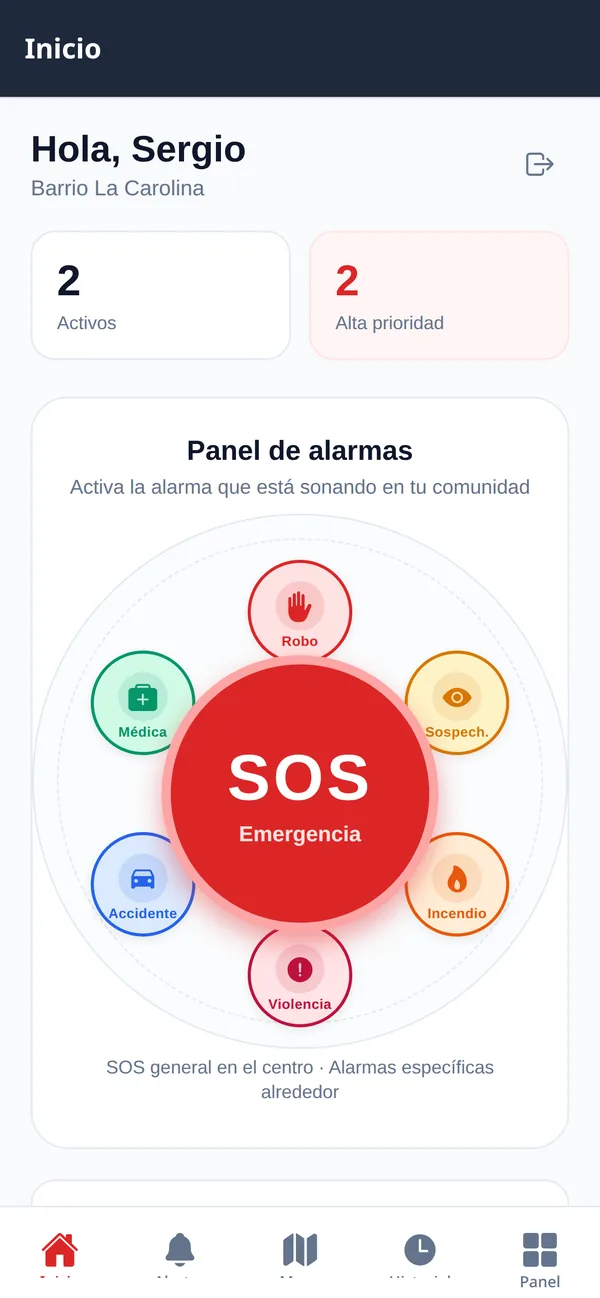 Inicio
Hola, Sergio
Barrio La Carolina
2
Activos
2
Alta prioridad
Panel de alarmas
Activa la alarma que está sonando en tu comunidad
Robo
Médica
Sospech.
SOS
Emergencia
Accidente
Incendio
Violencia
SOS general en el centro · Alarmas específicas
alrededor
Panel